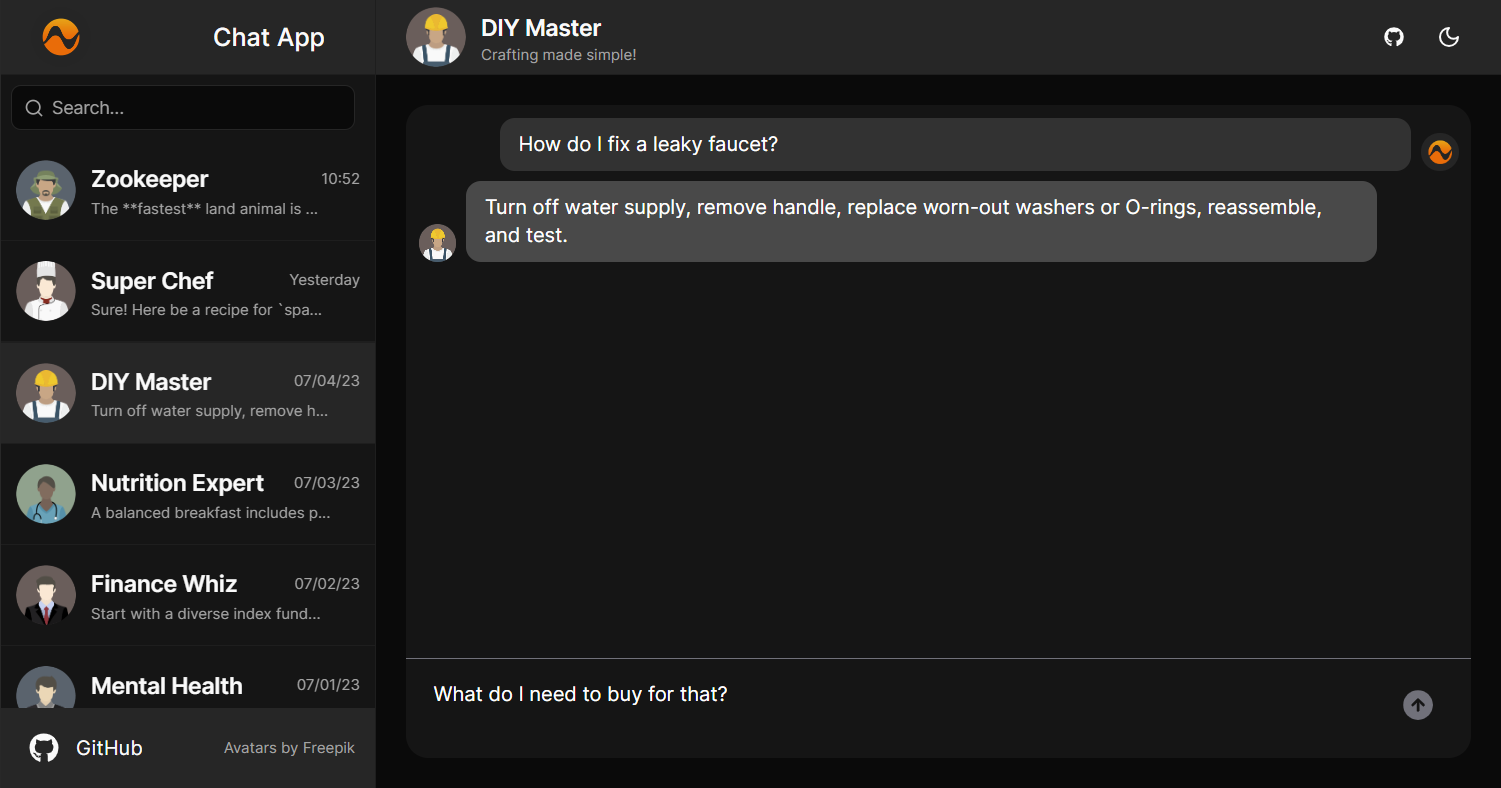 Chat App
Search...
Zookeeper
10:52
The **fastest** land animal is ...
Super Chef
Yesterday
Sure! Here be a recipe for `spa...
DIY Master
07/04/23
Turn off water supply, remove h...
Nutrition Expert
07/03/23
A balanced breakfast includes p...
Finance Whiz
07/02/23
Start with a diverse index fund...
Mental Health
07/01/23
GitHub
Avatars by Freepik
DIY Master
Crafting made simple!
How do I fix a leaky faucet?
Turn off water supply, remove handle, replace worn-out washers or O-rings, reassemble,
and test.
What do I need to buy for that?